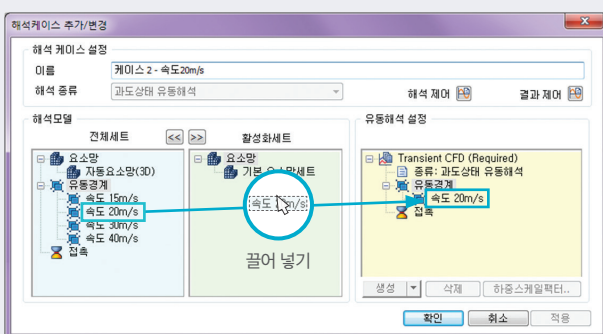 해석케이스 추가/변경
해석 케이스 설정
이름
케이스 2 - 속도20m/s
해석 종류
과도상태 유동해석
해석 제어
결과 제어
해석모델
전체세트
<<
>>
활성화세트
요소망
자동요소망(3D)
유동경계
속도 15m/s
속도 20m/s
속도 30m/s
속도 40m/s
접촉
요소망
기본 요소망세트
속도 m/s
끌어 넣기
유동해석 설정
Transient CFD (Required)
종류: 과도상태 유동해석
유동경계
속도 20m/s
접촉
생성
삭제
하중스케일팩터..
확인
취소
적용